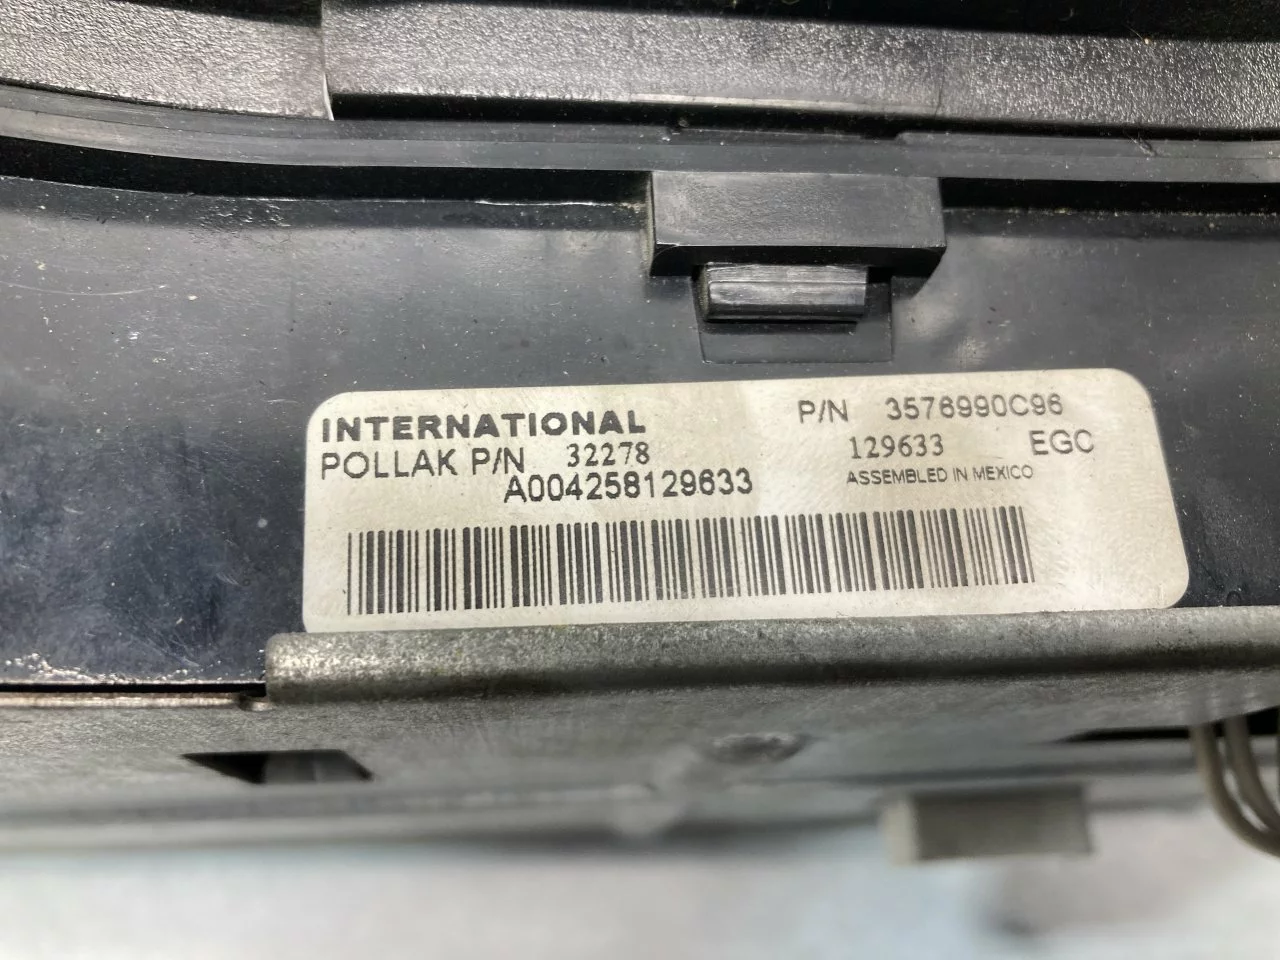 INTERNATIONAL P/N 3576990C96
POLLAK P/N 32278 129633 EGC
A004258129633 ASSEMBLED IN MEXICO